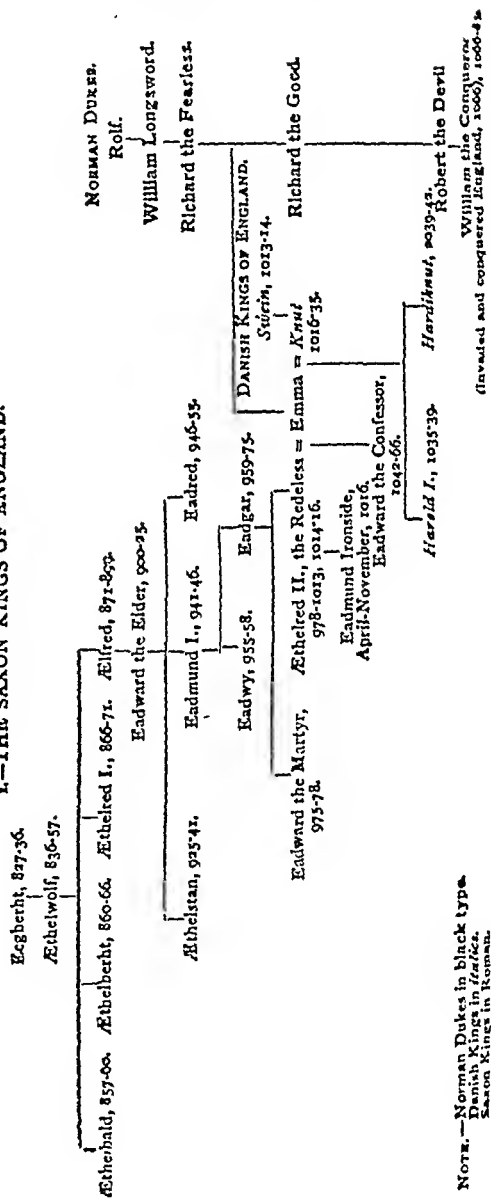 I.—THE SAXON KINGS OF ENGLAND.
Ecgberht, 827-36.
Æthelwolf, 836-57.
Æthelbald, 857-60. Æthelberht, 860-66. Æthelred I., 866-71. Ælfred, 871-899.
Eadward the Elder, 900-25.
Æthelstan, 925-41. Eadmund I., 941-46. Eadred, 946-55.
Eadwy, 955-58. Eadgar, 959-75.
Eadward the Martyr,
975-78.
Æthelred II., the Redeless = Emma = Knut
978-1013, 1014-16. 1016-35.
Eadmund Ironside,
April-November, 1016.
Eadward the Confessor,
1042-66.
Harold I., 1035-39. Hardiknut, 1039-42.
DANISH KINGS OF ENGLAND.
Swein, 1013-14.
NORMAN DUKES.
Rolf.
William Longsword.
Richard the Fearless.
Richard the Good.
Robert the Devil
William the Conqueror
(Invaded and conquered England, 1066), 1066-87.
NOTE.—Norman Dukes in black type.
Danish Kings in italics.
Saxon Kings in Roman.